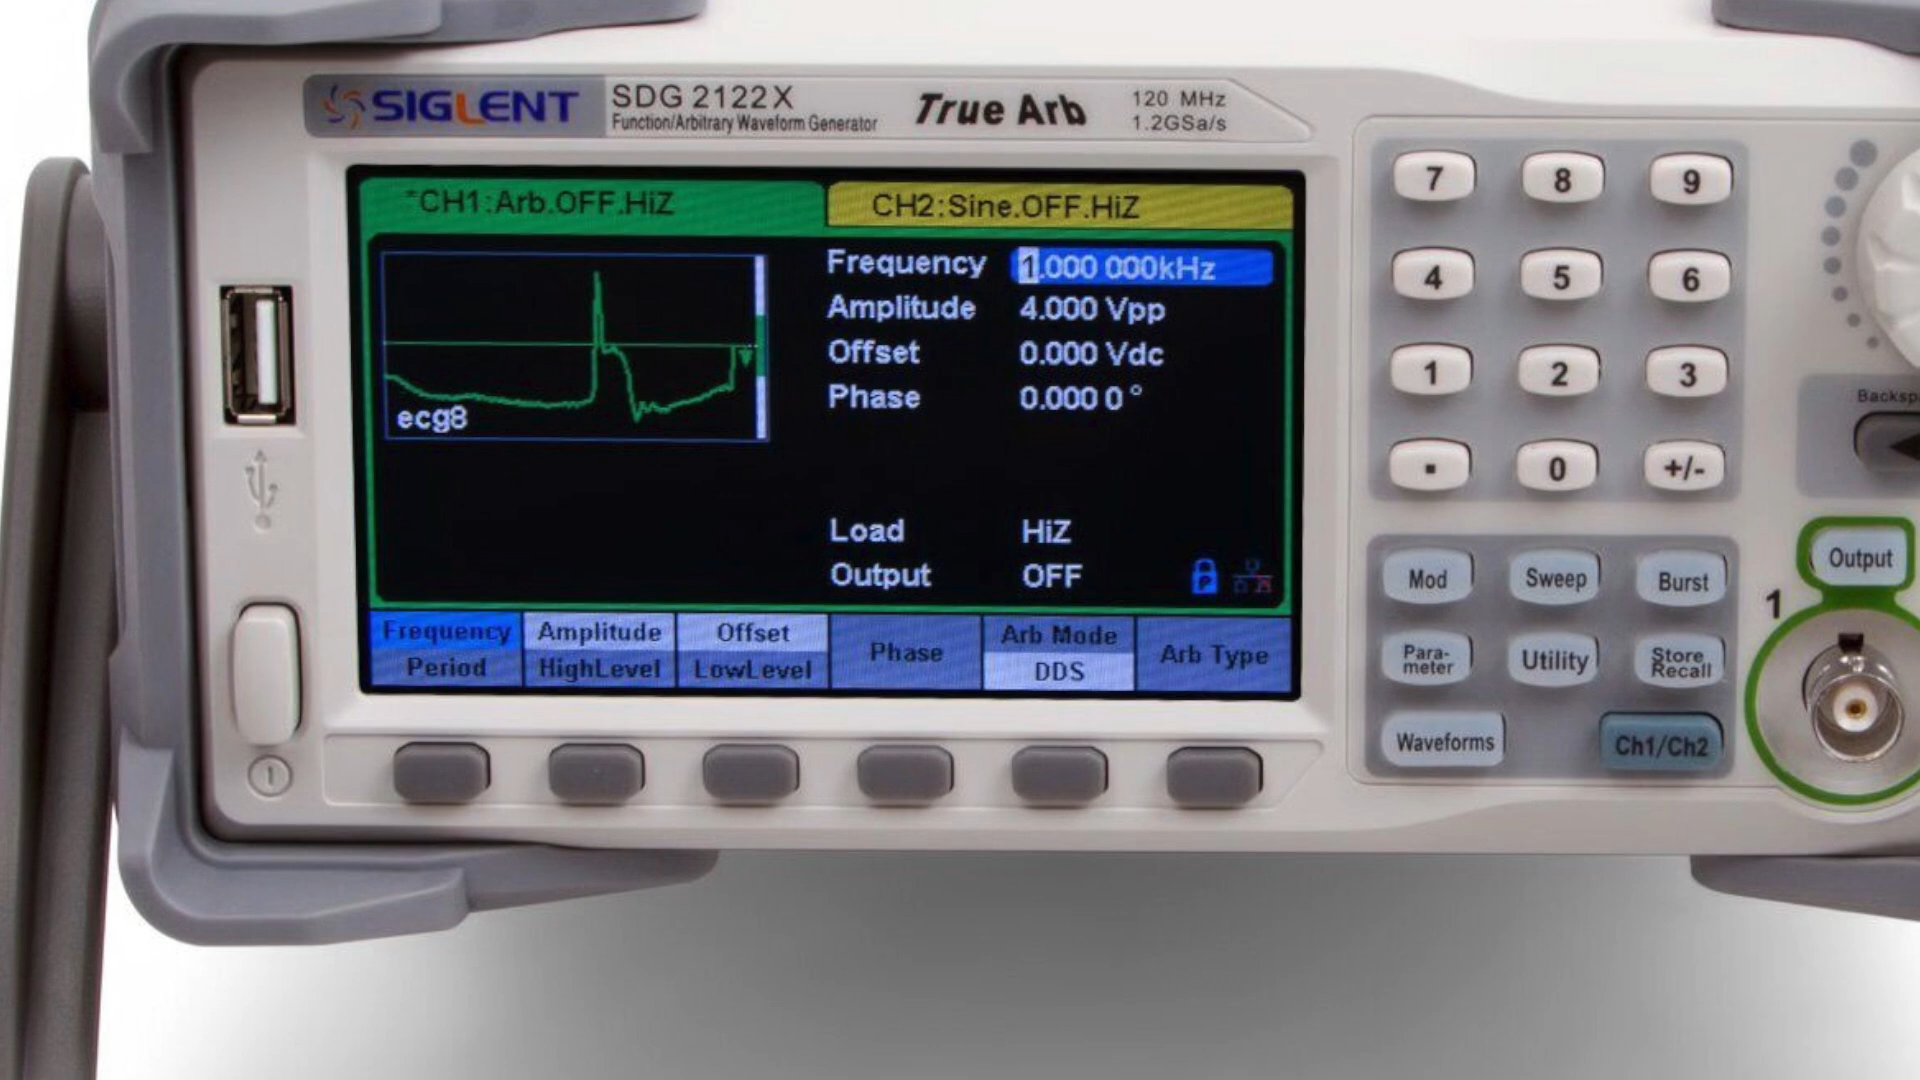 SIGLENT
SDG 2122X
Function/Arbitrary Waveform Generator
True Arb
120 MHz
1.2GSa/s
*CH1:Arb.OFF.HiZ
CH2:Sine.OFF.HiZ
ecg8
Frequency 1.000 000kHz
Amplitude 4.000 Vpp
Offset 0.000 Vdc
Phase 0.000 0 °
Load HiZ
Output OFF
Frequency
Period
Amplitude
HighLevel
Offset
LowLevel
Phase
Arb Mode
DDS
Arb Type
7 8 9
4 5 6
1 2 3
. 0 +/-
Mod Sweep Burst
Para-
meter
Utility
Store
Recall
Waveforms Ch1/Ch2
Output
1